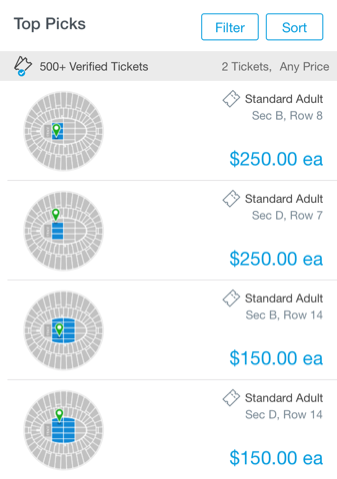 Top Picks
Filter
Sort
500+ Verified Tickets
2 Tickets, Any Price
Standard Adult
Sec B, Row 8
$250.00 ea
Standard Adult
Sec D, Row 7
$250.00 ea
Standard Adult
Sec B, Row 14
$150.00 ea
Standard Adult
Sec D, Row 14
$150.00 ea